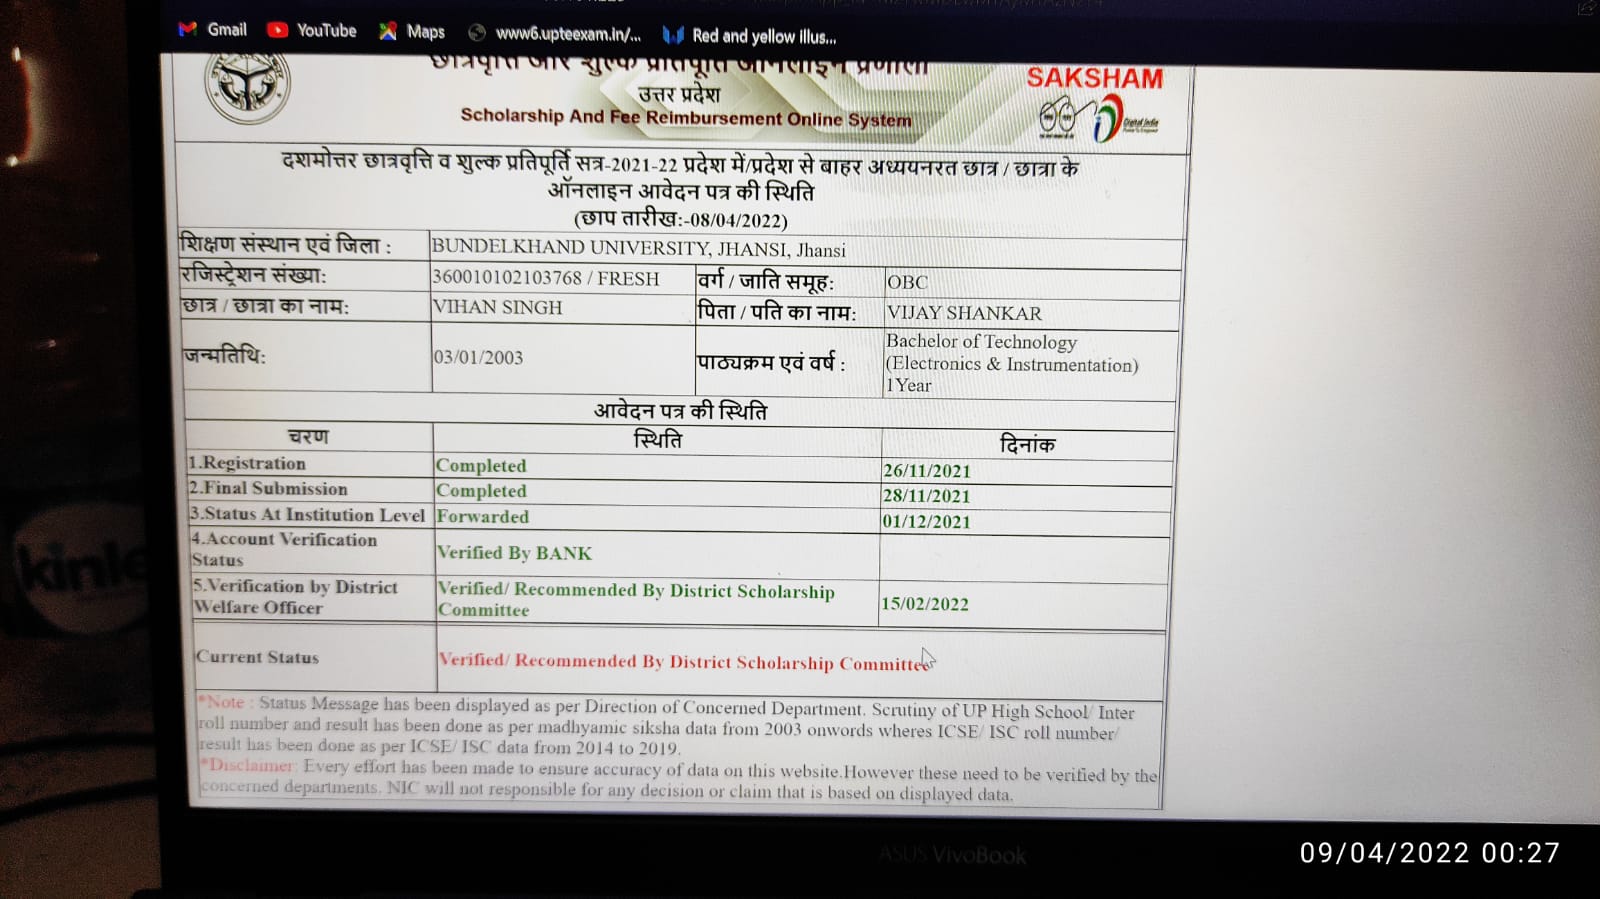 Gmail YouTube Maps www6.upteexam.in/... Red and yellow illus...
छात्रवृत्ति और शुल्क प्रतिपूर्ति ऑनलाइन प्रणाली
उत्तर प्रदेश
Scholarship And Fee Reimbursement Online System
SAKSHAM
Digital India
दशमोत्तर छात्रवृत्ति व शुल्क प्रतिपूर्ति सत्र-2021-22 प्रदेश में/प्रदेश से बाहर अध्ययनरत छात्र / छात्रा के
ऑनलाइन आवेदन पत्र की स्थिति
(छाप तारीख:-08/04/2022)
शिक्षण संस्थान एवं जिला : BUNDELKHAND UNIVERSITY, JHANSI, Jhansi
रजिस्ट्रेशन संख्या: 360010102103768 / FRESH वर्ग / जाति समूह: OBC
छात्र / छात्रा का नाम: VIHAN SINGH पिता / पति का नाम: VIJAY SHANKAR
जन्मतिथि: 03/01/2003 पाठ्यक्रम एवं वर्ष : Bachelor of Technology
(Electronics & Instrumentation)
1Year
आवेदन पत्र की स्थिति
चरण स्थिति दिनांक
1.Registration Completed 26/11/2021
2.Final Submission Completed 28/11/2021
3.Status At Institution Level Forwarded 01/12/2021
4.Account Verification
Status Verified By BANK
5.Verification by District Verified/ Recommended By District Scholarship
Welfare Officer Committee 15/02/2022
Current Status Verified/ Recommended By District Scholarship Committee
*Note : Status Message has been displayed as per Direction of Concerned Department. Scrutiny of UP High School/ Inter
roll number and result has been done as per madhyamic siksha data from 2003 onwords wheres ICSE/ ISC roll number/
result has been done as per ICSE/ ISC data from 2014 to 2019.
*Disclaimer: Every effort has been made to ensure accuracy of data on this website.However these need to be verified by the
concerned departments. NIC will not responsible for any decision or claim that is based on displayed data.
kinle
ASUS VivoBook
09/04/2022 00:27